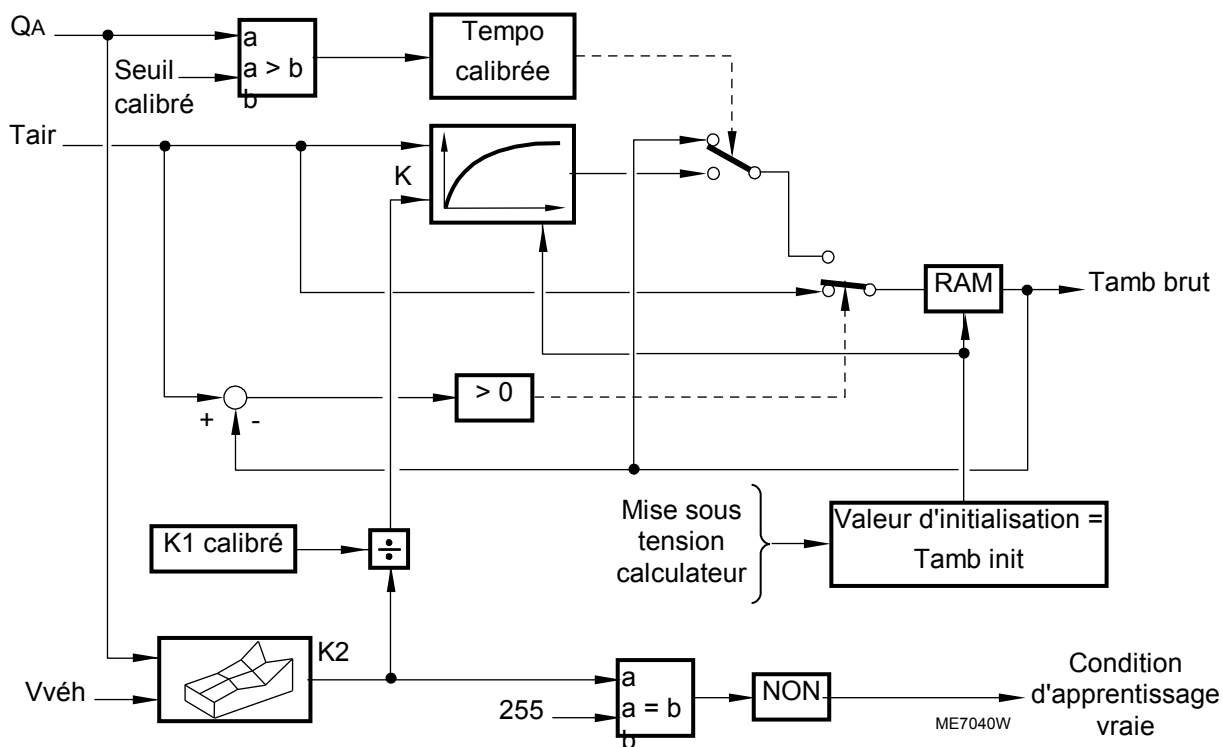 QA
a
a > b
b
Seuil
calibré
Tempo
calibrée
Tair
K
RAM
Tamb brut
> 0
+
-
K1 calibré
÷
Mise sous
tension
calculateur
Valeur d'initialisation =
Tamb init
K2
Vvéh
255
a
a = b
b
NON
Condition
d'apprentissage
vraie
ME7040W